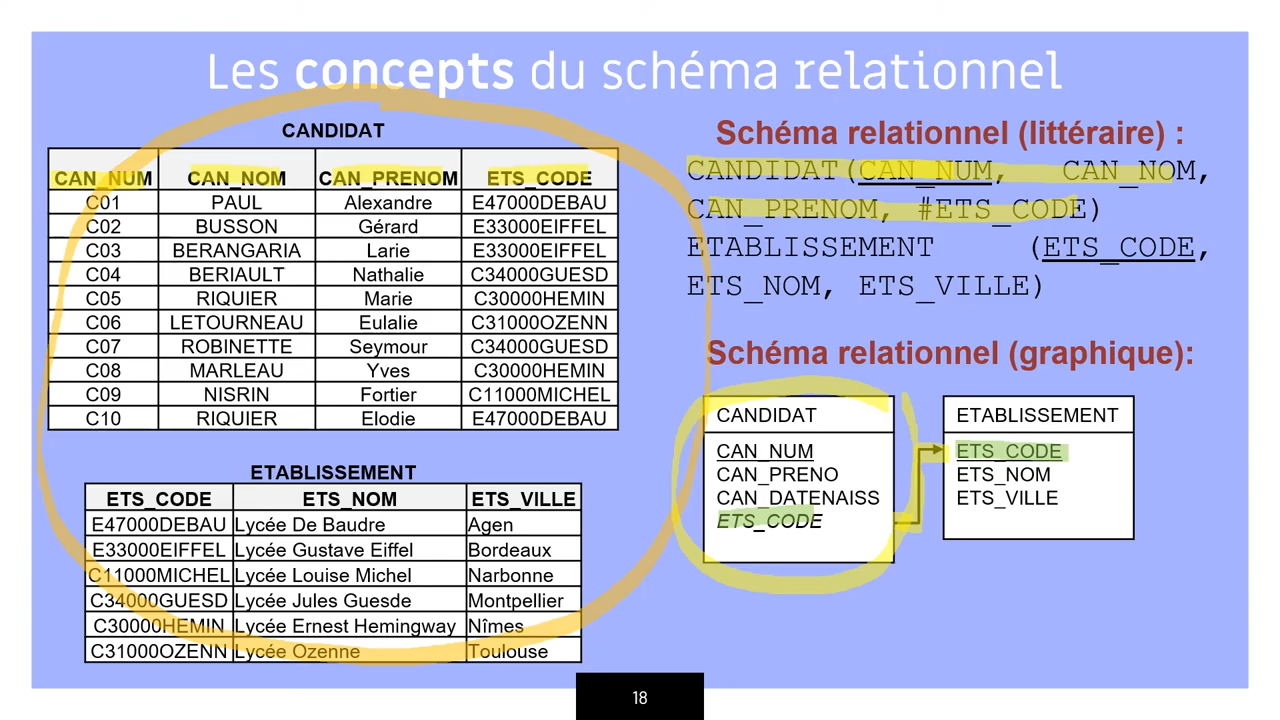 Les concepts du schéma relationnel
CANDIDAT
CAN_NUM CAN_NOM CAN_PRENOM ETS_CODE
C01 PAUL Alexandre E47000DEBAU
C02 BUSSON Gérard E33000EIFFEL
C03 BERANGARIA Larie E33000EIFFEL
C04 BERIAULT Nathalie C34000GUESD
C05 RIQUIER Marie C30000HEMIN
C06 LETOURNEAU Eulalie C31000OZENN
C07 ROBINETTE Seymour C34000GUESD
C08 MARLEAU Yves C30000HEMIN
C09 NISRIN Fortier C11000MICHEL
C10 RIQUIER Elodie E47000DEBAU
ETABLISSEMENT
ETS_CODE ETS_NOM ETS_VILLE
E47000DEBAU Lycée De Baudre Agen
E33000EIFFEL Lycée Gustave Eiffel Bordeaux
C11000MICHEL Lycée Louise Michel Narbonne
C34000GUESD Lycée Jules Guesde Montpellier
C30000HEMIN Lycée Ernest Hemingway Nîmes
C31000OZENN Lycée Ozenne Toulouse
Schéma relationnel (littéraire) :
CANDIDAT(CAN_NUM, CAN_NOM,
CAN_PRENOM, #ETS_CODE)
ETABLISSEMENT (ETS_CODE,
ETS_NOM, ETS_VILLE)
Schéma relationnel (graphique):
CANDIDAT
CAN_NUM
CAN_PRENO
CAN_DATENAISS
ETS_CODE
ETABLISSEMENT
ETS_CODE
ETS_NOM
ETS_VILLE
18